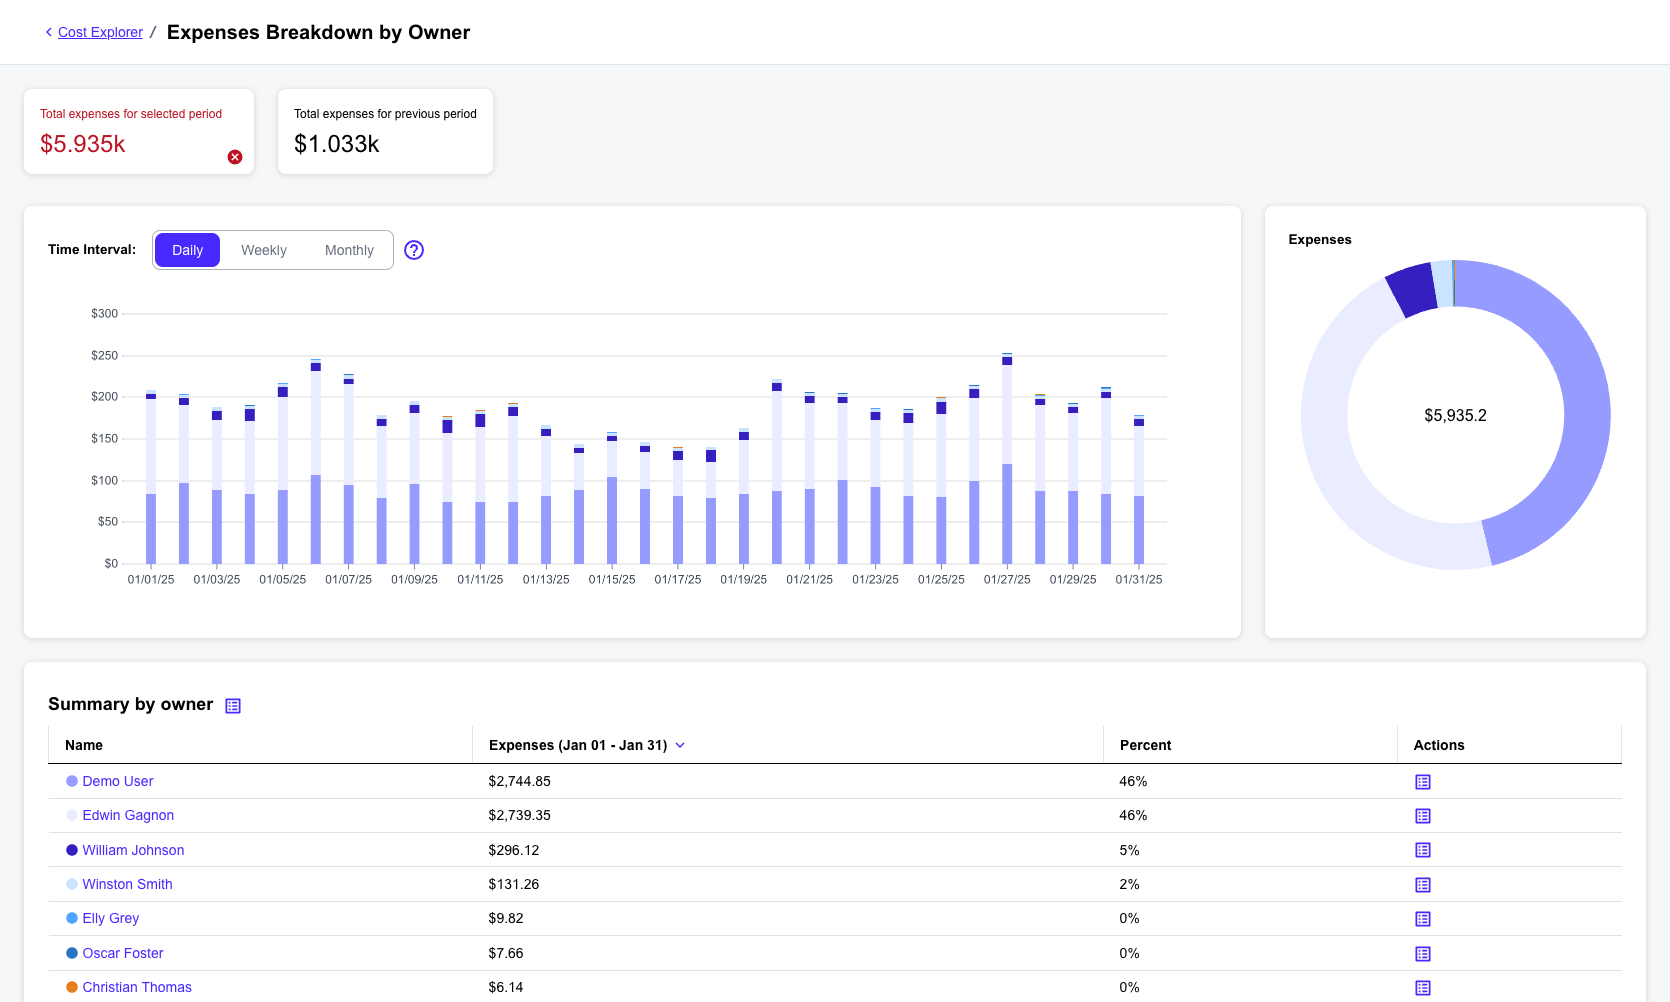 Cost Explorer / Expenses Breakdown by Owner
Total expenses for selected period
$5.935k
Total expenses for previous period
$1.033k
Time Interval: Daily Weekly Monthly
$300
$250
$200
$150
$100
$50
$0
01/01/25 01/03/25 01/05/25 01/07/25 01/09/25 01/11/25 01/13/25 01/15/25 01/17/25 01/19/25 01/21/25 01/23/25 01/25/25 01/27/25 01/29/25 01/31/25
Expenses
$5,935.2
Summary by owner
Name Expenses (Jan 01 - Jan 31) Percent Actions
Demo User $2,744.85 46%
Edwin Gagnon $2,739.35 46%
William Johnson $296.12 5%
Winston Smith $131.26 2%
Elly Grey $9.82 0%
Oscar Foster $7.66 0%
Christian Thomas $6.14 0%